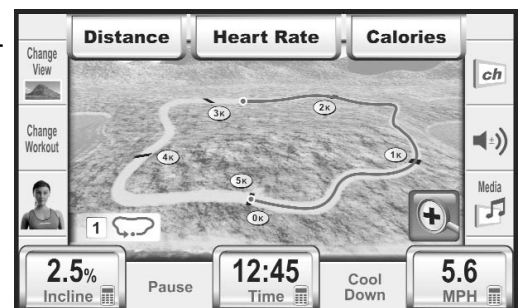 Distance
Heart Rate
Calories
Change
View
ch
Change
Workout
±
Media
3K
2K
1K
4K
5K
0K
1
2.5%
Incline
Pause
12:45
Time
Cool
Down
5.6
MPH